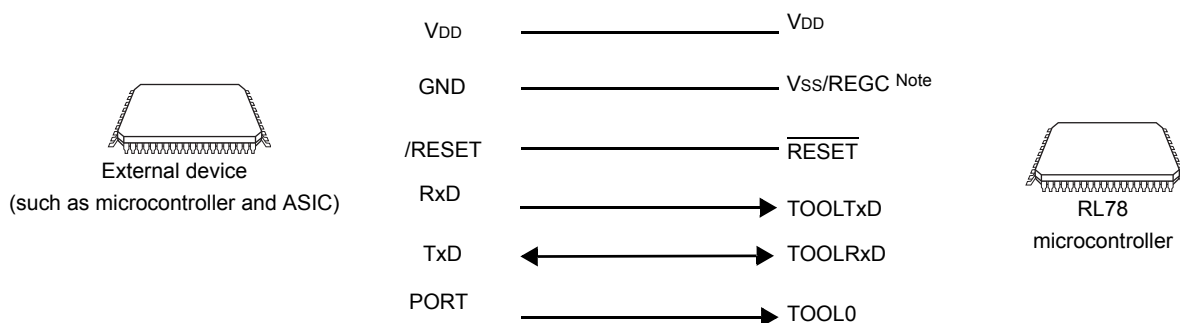 VDD VDD
GND VSS/REGC Note
/RESET RESET
External device
(such as microcontroller and ASIC)
RxD TOOLTxD
TxD TOOLRxD
PORT TOOL0
RL78
microcontroller